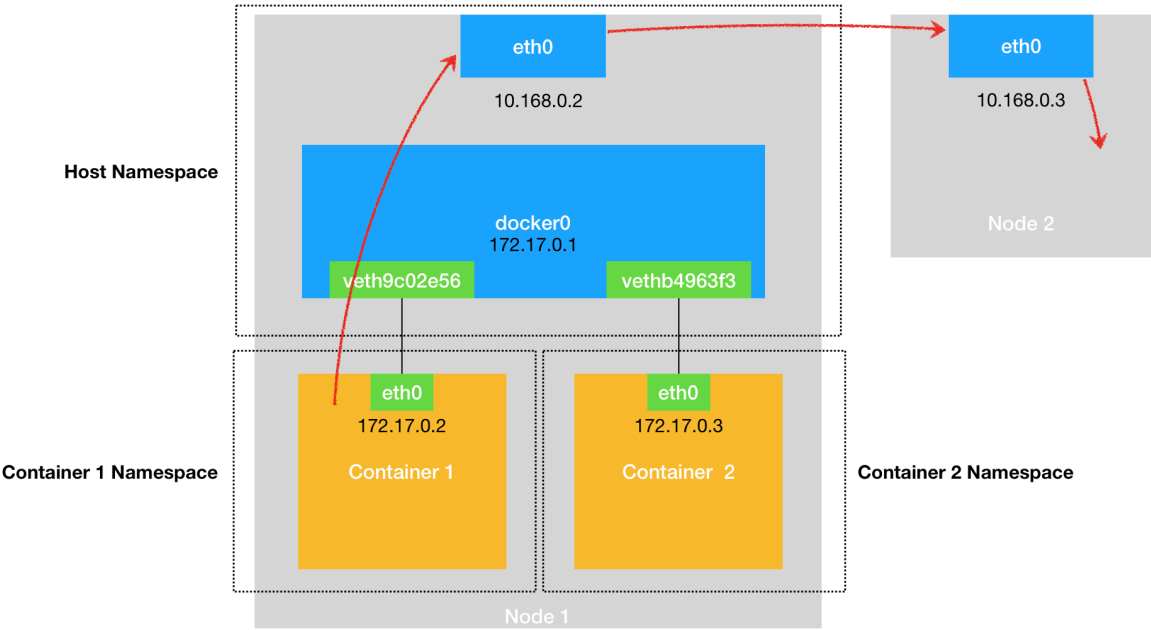 eth0
10.168.0.2
eth0
10.168.0.3
Host Namespace
docker0
172.17.0.1
Node 2
veth9c02e56
vethb4963f3
eth0
172.17.0.2
eth0
172.17.0.3
Container 1 Namespace
Container 1
Container 2
Container 2 Namespace
Node 1